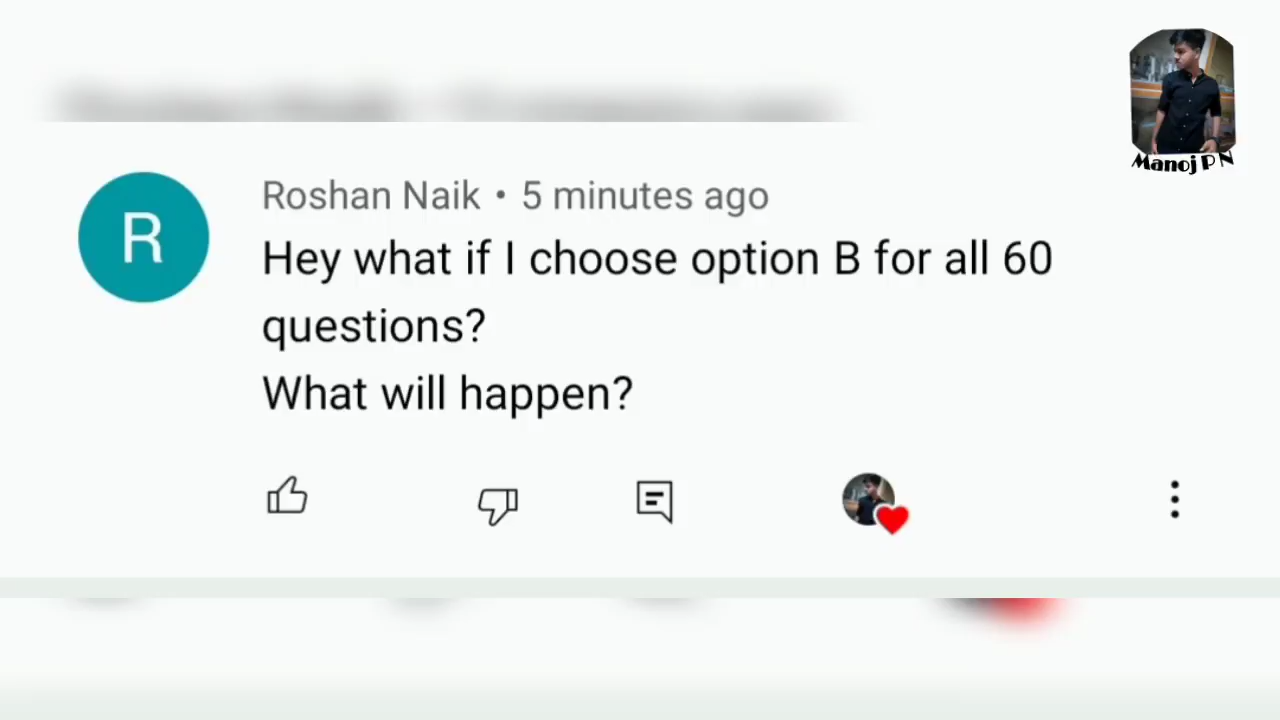 Manoj P N
Roshan Naik • 5 minutes ago
R
Hey what if I choose option B for all 60
questions?
What will happen?